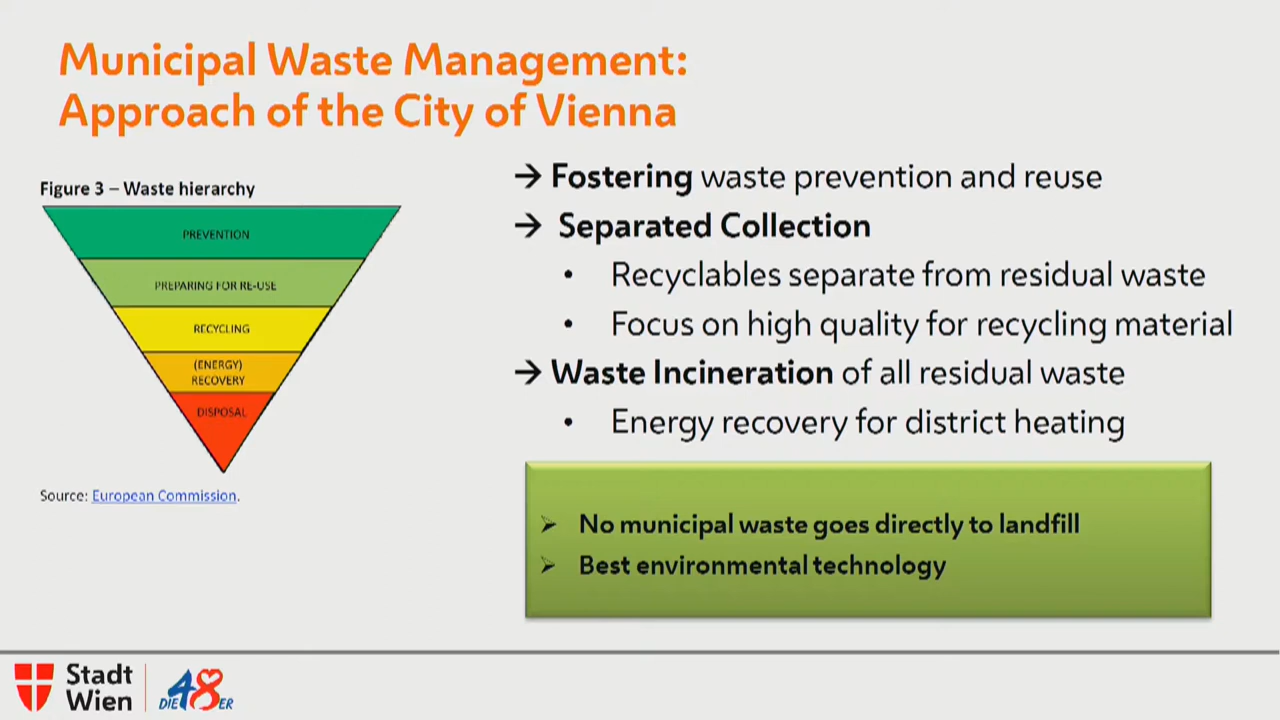 Municipal Waste Management:
Approach of the City of Vienna
Figure 3 – Waste hierarchy
PREVENTION
PREPARING FOR RE-USE
RECYCLING
(ENERGY)
RECOVERY
DISPOSAL
Source: European Commission.
→ Fostering waste prevention and reuse
→ Separated Collection
• Recyclables separate from residual waste
• Focus on high quality for recycling material
→ Waste Incineration of all residual waste
• Energy recovery for district heating
➢ No municipal waste goes directly to landfill
➢ Best environmental technology
Stadt
Wien
DIE 48ER